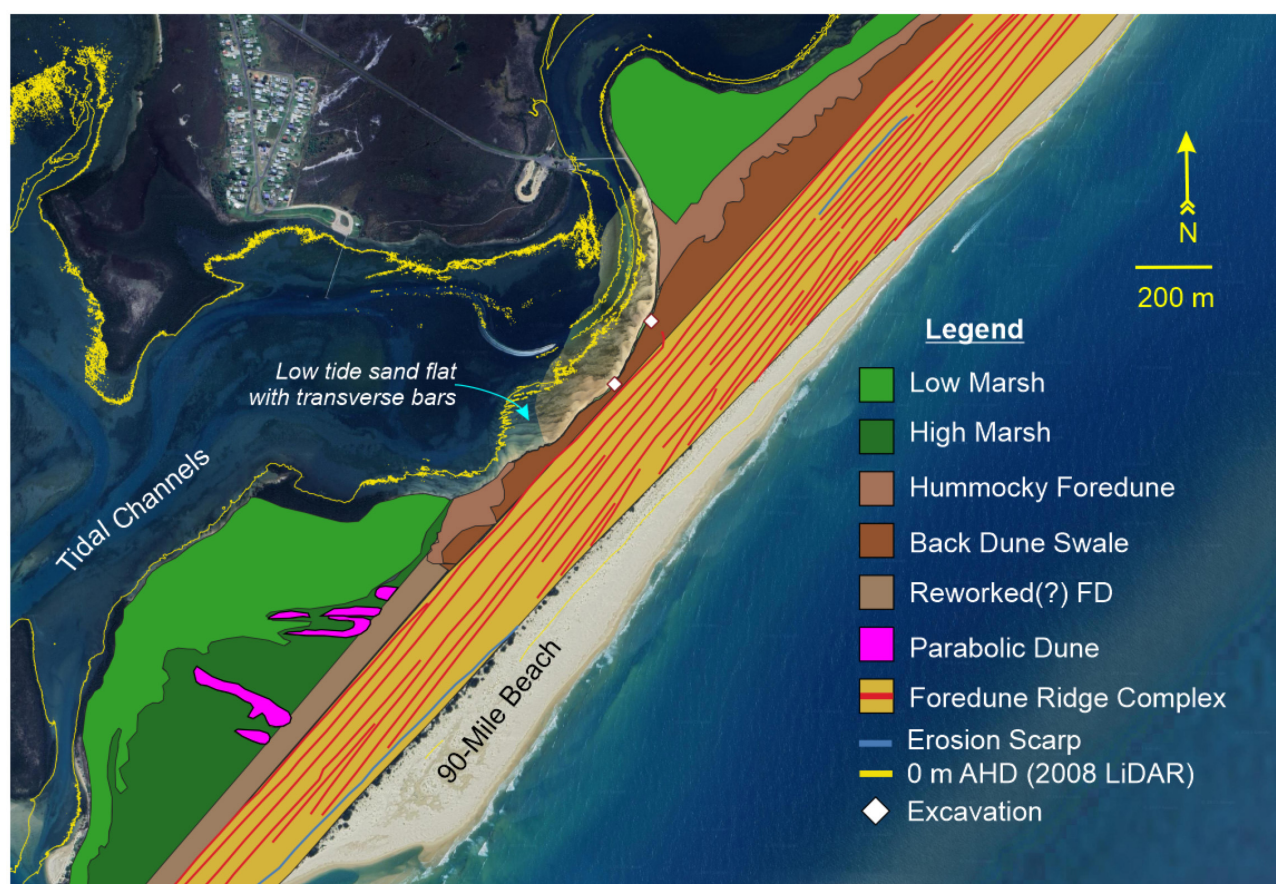 N
200 m
Low tide sand flat
with transverse bars
Tidal Channels
90-Mile Beach
Legend
Low Marsh
High Marsh
Hummocky Foredune
Back Dune Swale
Reworked(?) FD
Parabolic Dune
Foredune Ridge Complex
Erosion Scarp
0 m AHD (2008 LiDAR)
Excavation